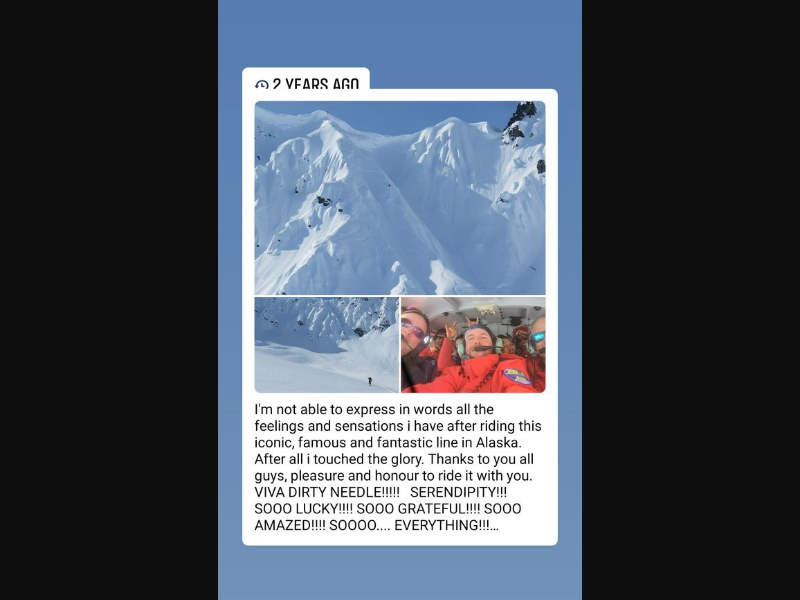 2 YEARS AGO
I'm not able to express in words all the
feelings and sensations i have after riding this
iconic, famous and fantastic line in Alaska.
After all i touched the glory. Thanks to you all
guys, pleasure and honour to ride it with you.
VIVA DIRTY NEEDLE!!!!!   SERENDIPITY!!!
SOOO LUCKY!!!! SOOO GRATEFUL!!!! SOOO
AMAZED!!!! SOOOO.... EVERYTHING!!!...